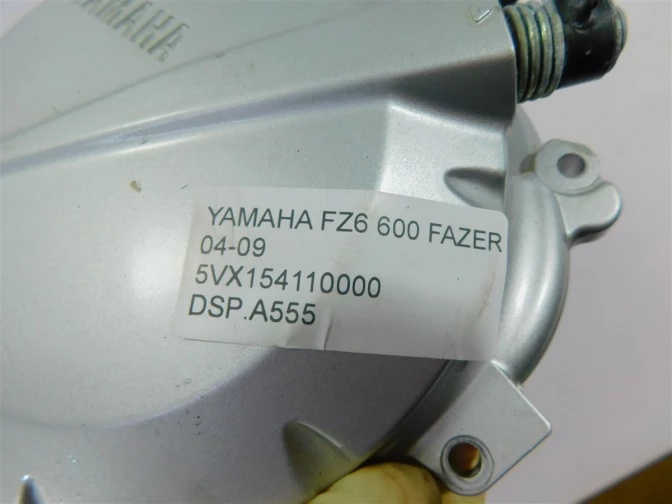 YAMAHA
YAMAHA FZ6 600 FAZER
04-09
5VX154110000
DSP.A555